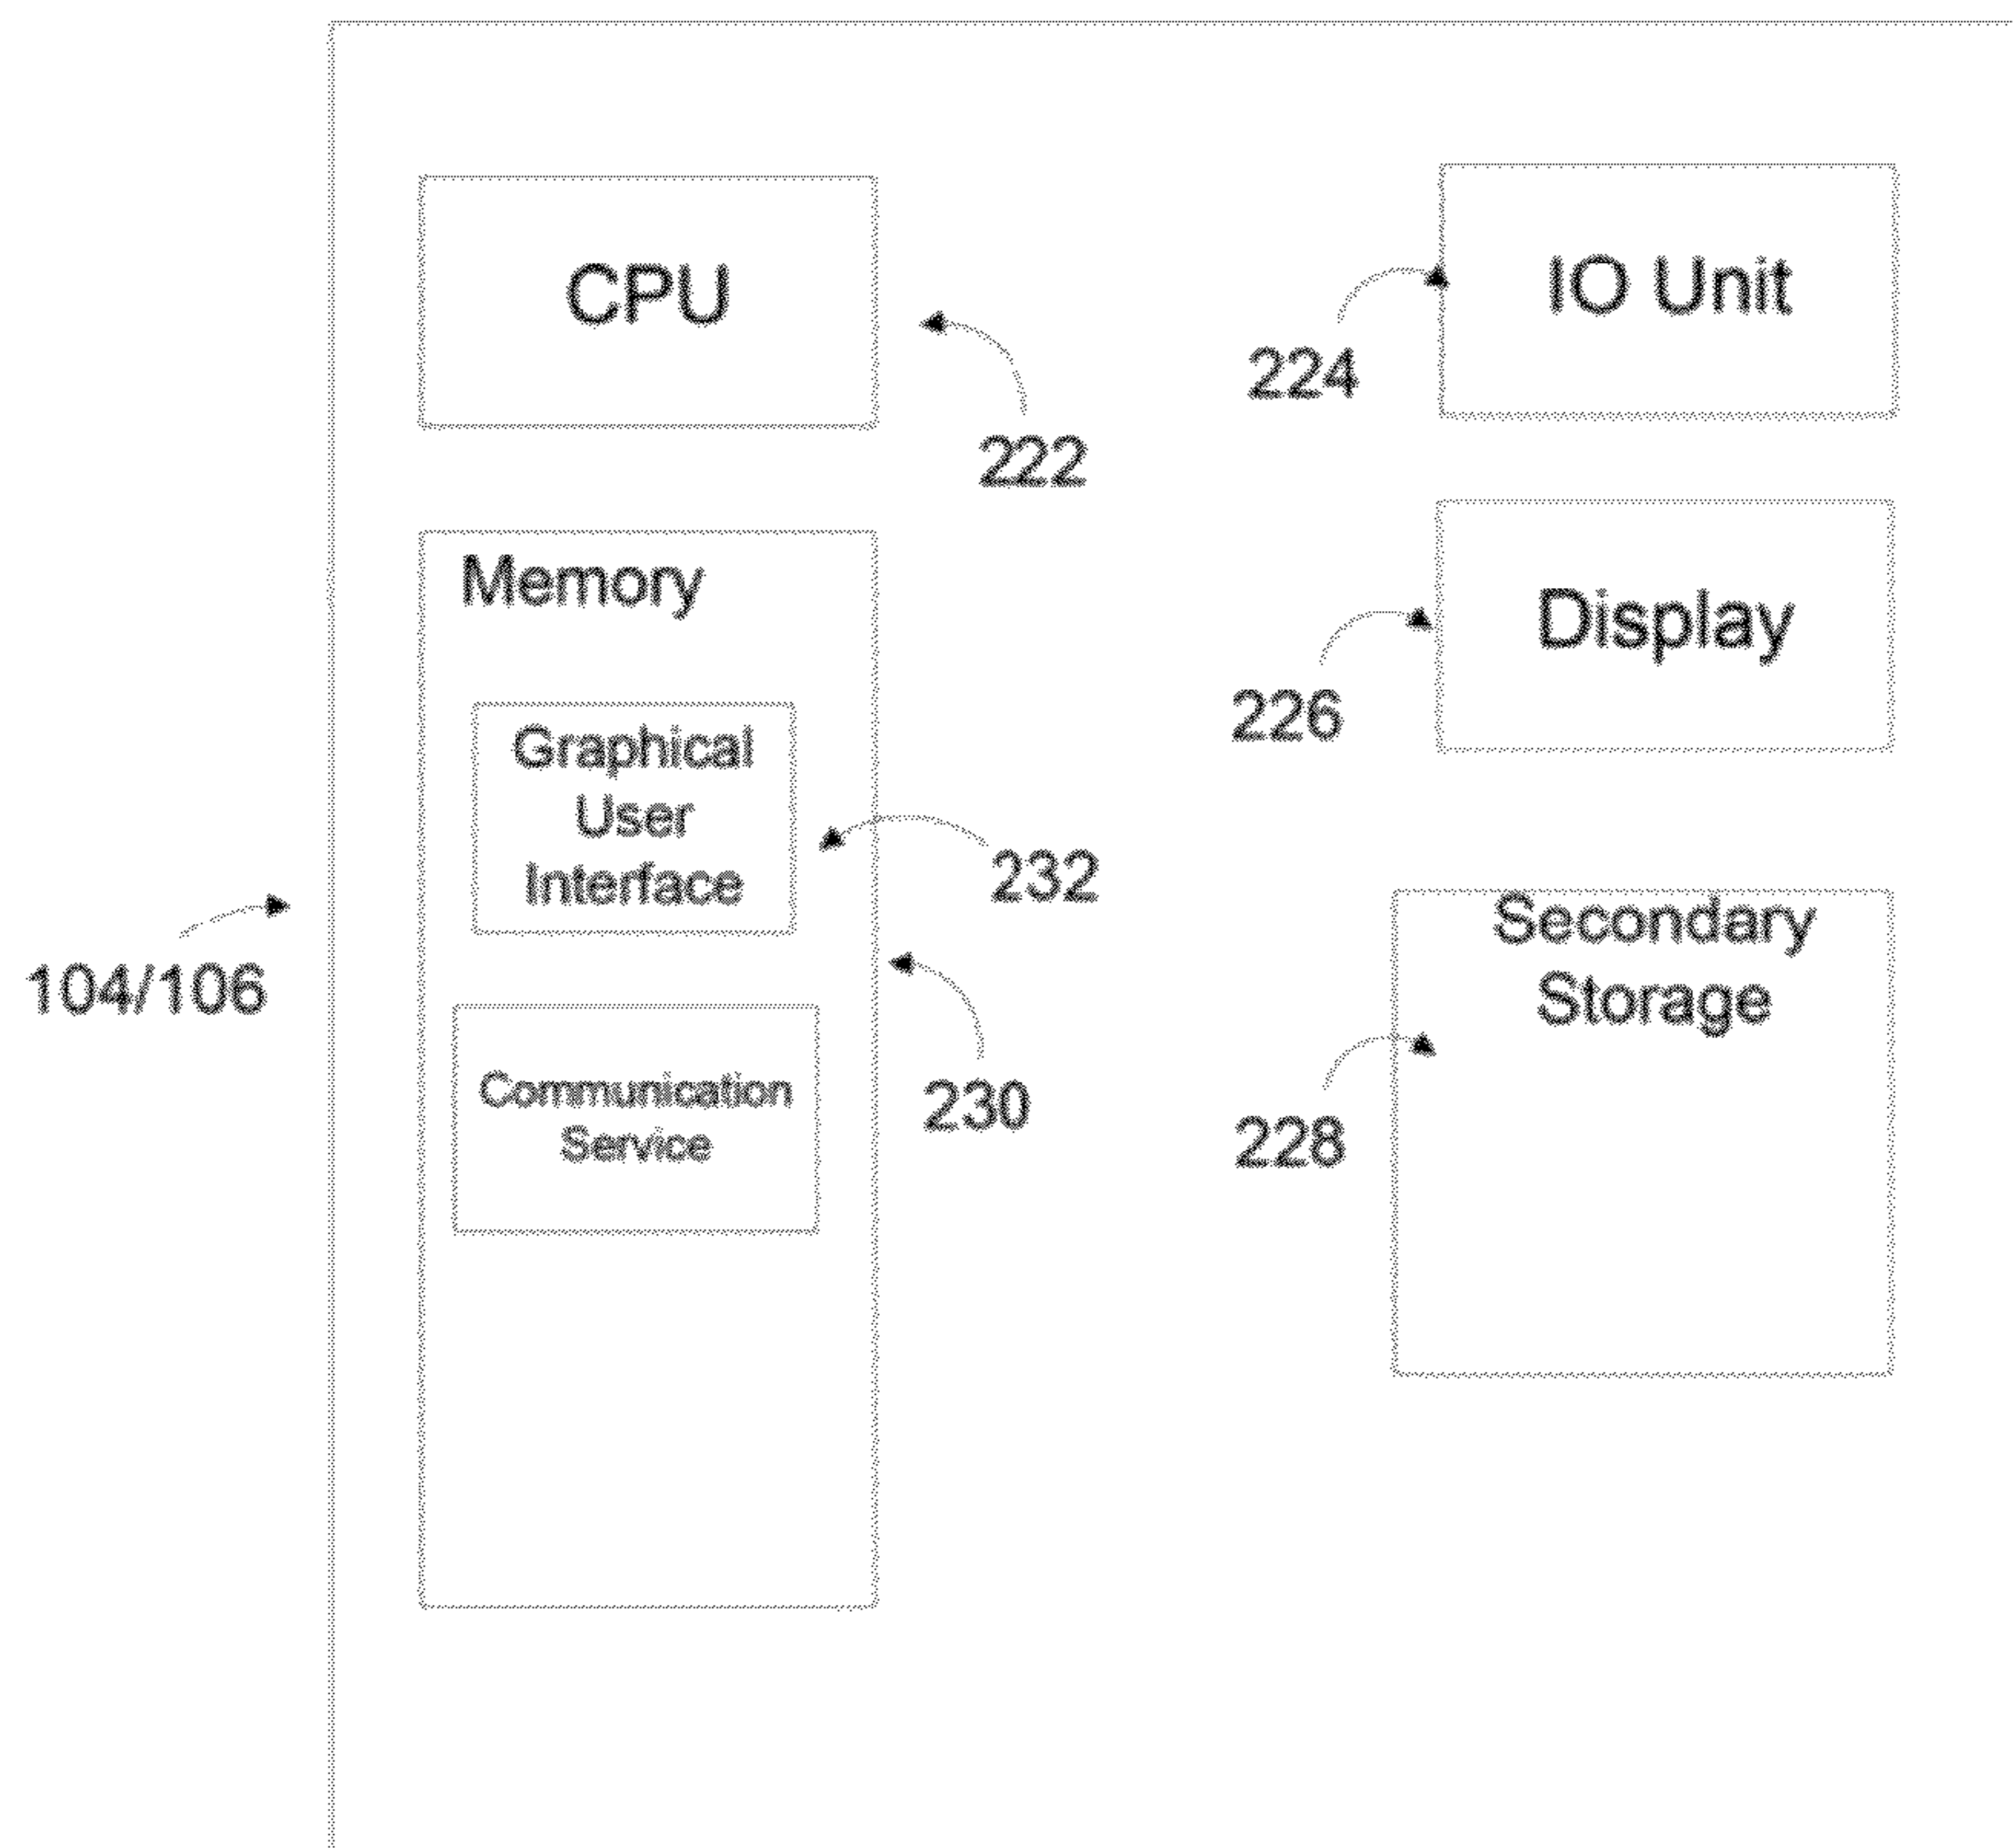 CPU
222
IO Unit
224
Memory
Display
226
Graphical
User
Interface
232
104/106
Secondary
Storage
228
230
Communication
Service